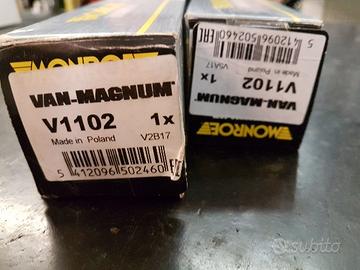 MONROE
VAN-MAGNUM
V1102 1x
Made in Poland V2B17
5 412096 502460
MONROE
VAN-MAGNUM
V1102 1x
Made in Poland V5A17
5 412096 502460
EAC
subito